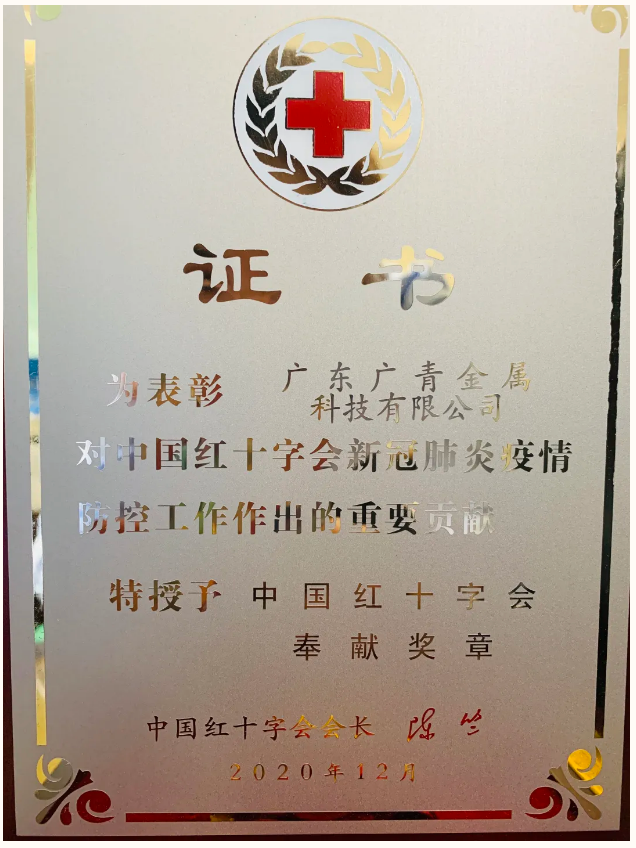 证书
为表彰 广东广青金属
科技有限公司
对中国红十字会新冠肺炎疫情
防控工作作出的重要贡献
特授予 中国红十字会
奉献奖章
中国红十字会会长 陈竺
2020年12月